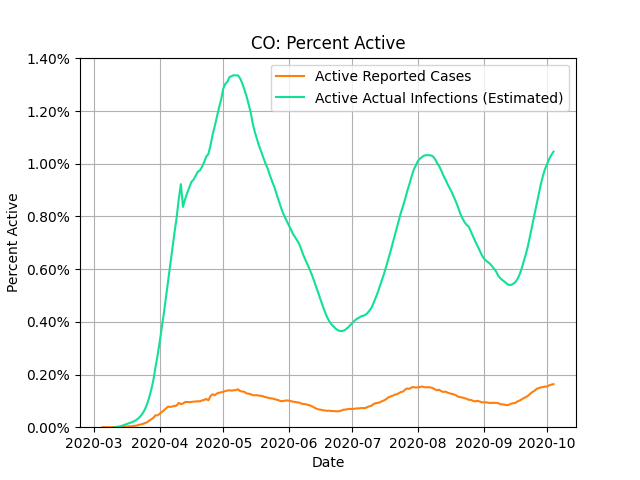 CO: Percent Active
Active Reported Cases
Active Actual Infections (Estimated)
Percent Active
1.40%
1.20%
1.00%
0.80%
0.60%
0.40%
0.20%
0.00%
2020-03 2020-04 2020-05 2020-06 2020-07 2020-08 2020-09 2020-10
Date